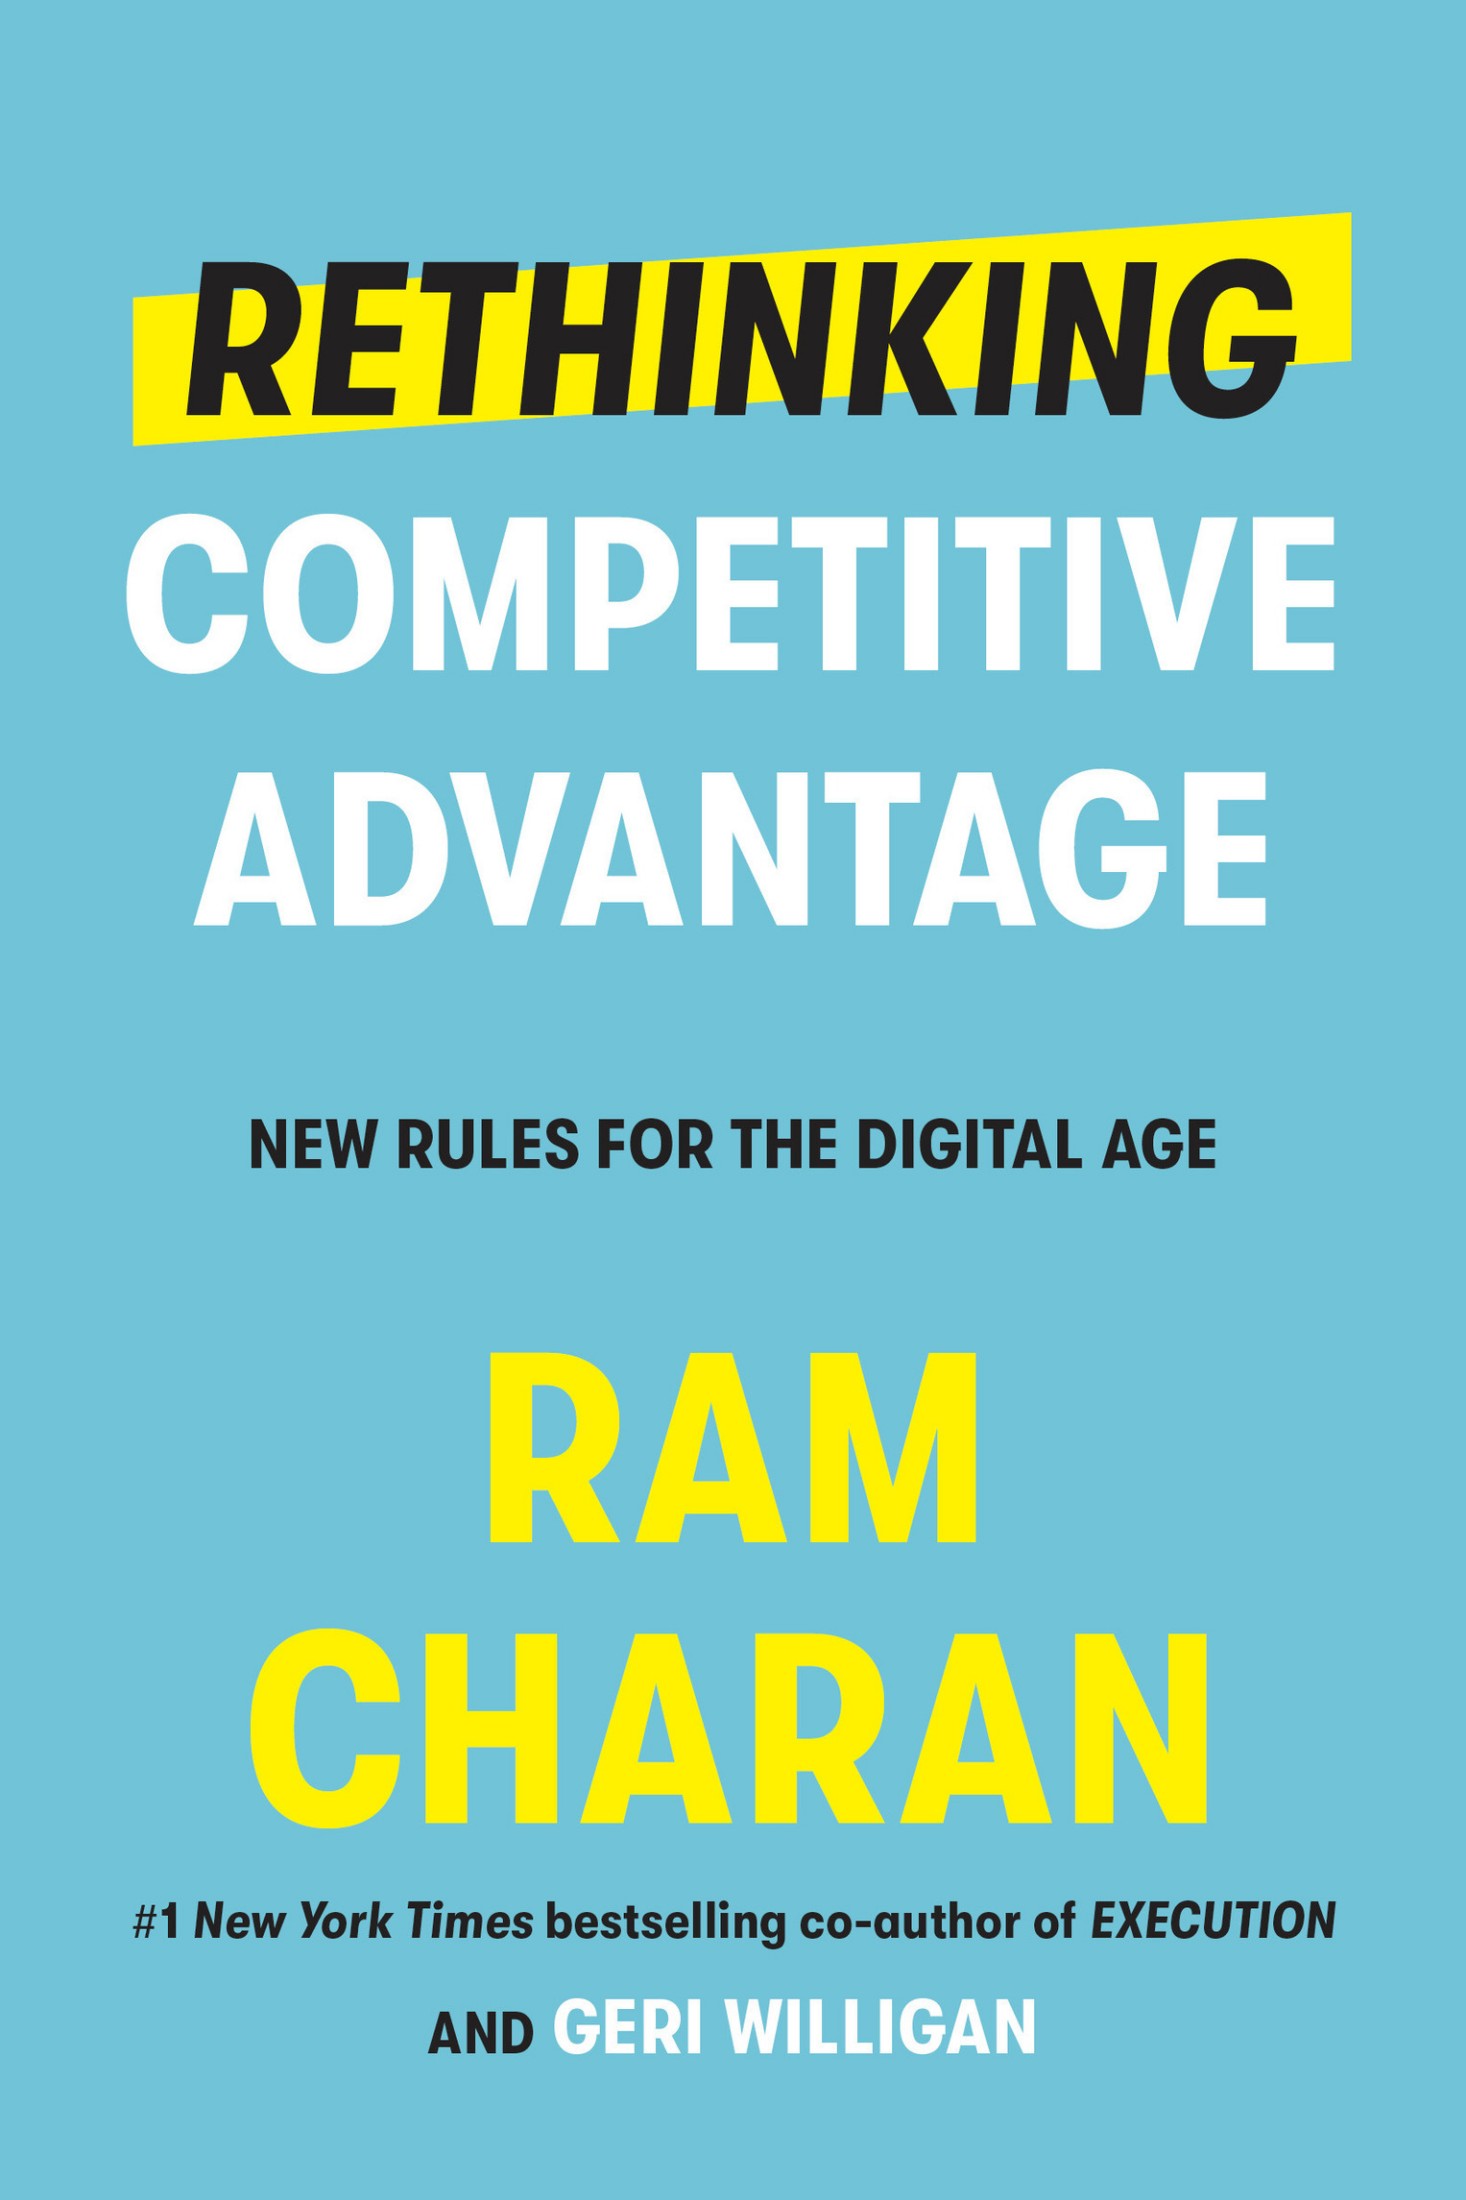 RETHINKING
COMPETITIVE
ADVANTAGE
NEW RULES FOR THE DIGITAL AGE
RAM
CHARAN
#1 New York Times bestselling co-author of EXECUTION
AND GERI WILLIGAN